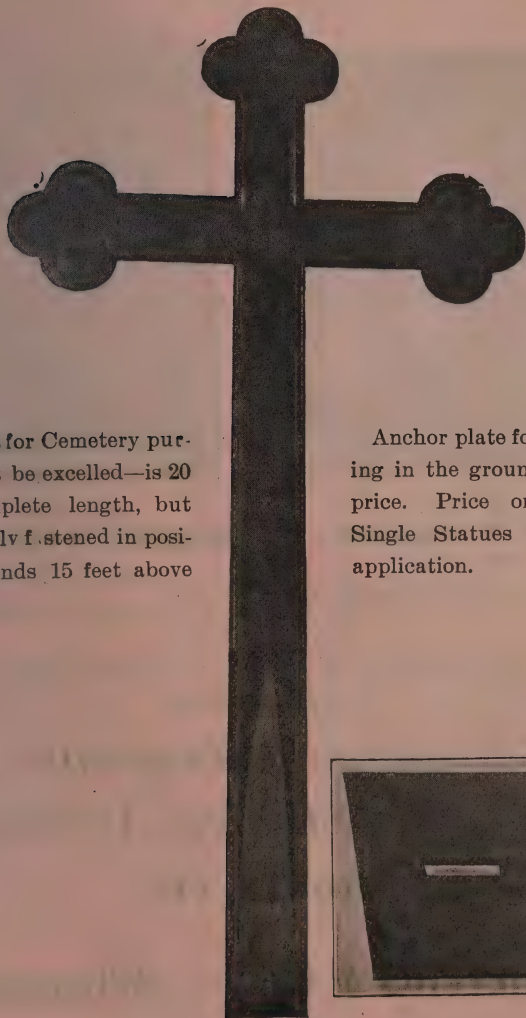 for Cemetery pur-
be excelled—is 20
plete length, but
lv f.stened in posi-
nds 15 feet above
Anchor plate fo
ing in the groun
price. Price or
Single Statues
application.